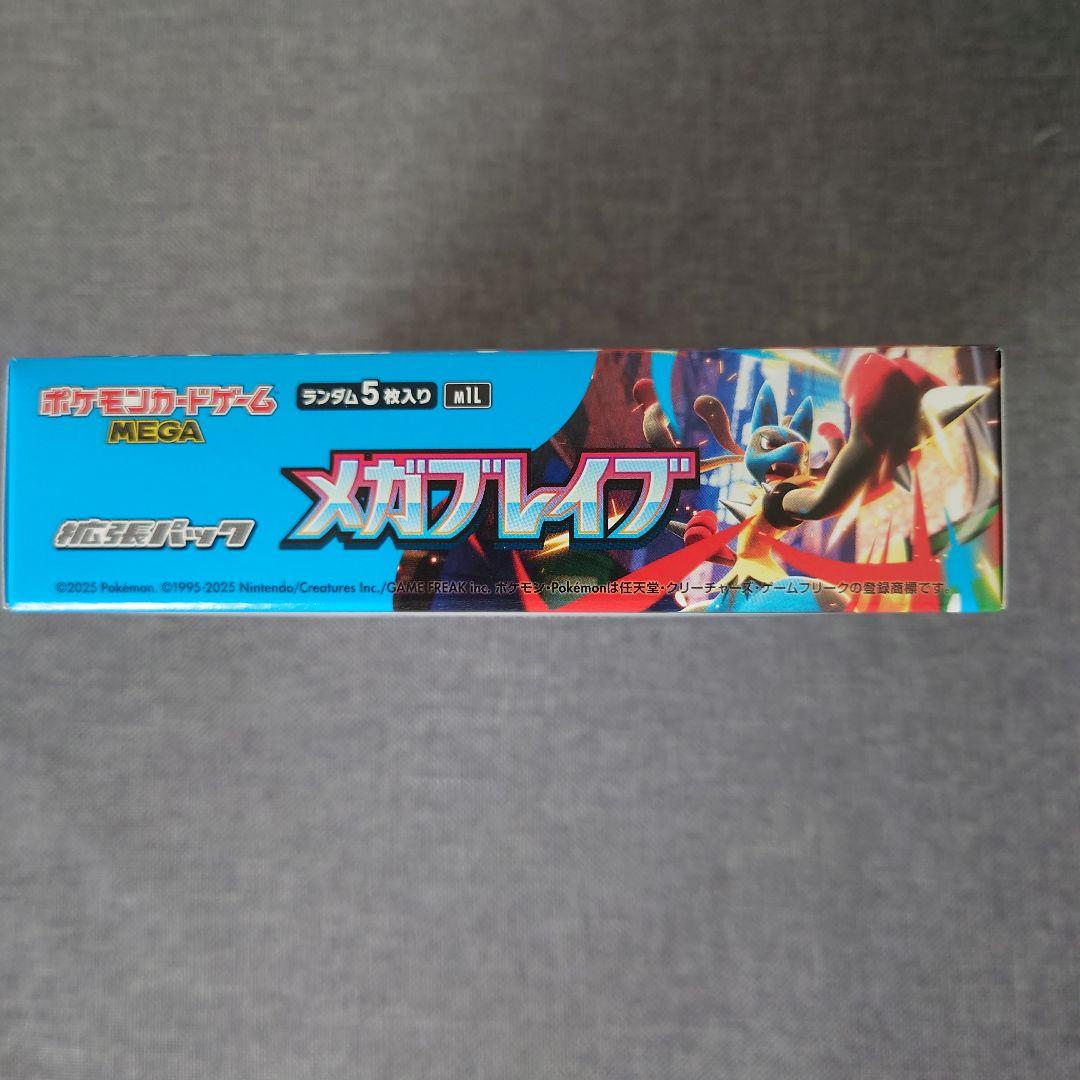 ポケモンカードゲーム
MEGA
ランダム5枚入り
M1L
メガブレイブ
拡張パック
©2025 Pokémon. ©1995-2025 Nintendo/Creatures Inc./GAME FREAK inc. ポケモン・Pokémonは任天堂・クリーチャーズ・ゲームフリークの登録商標です。